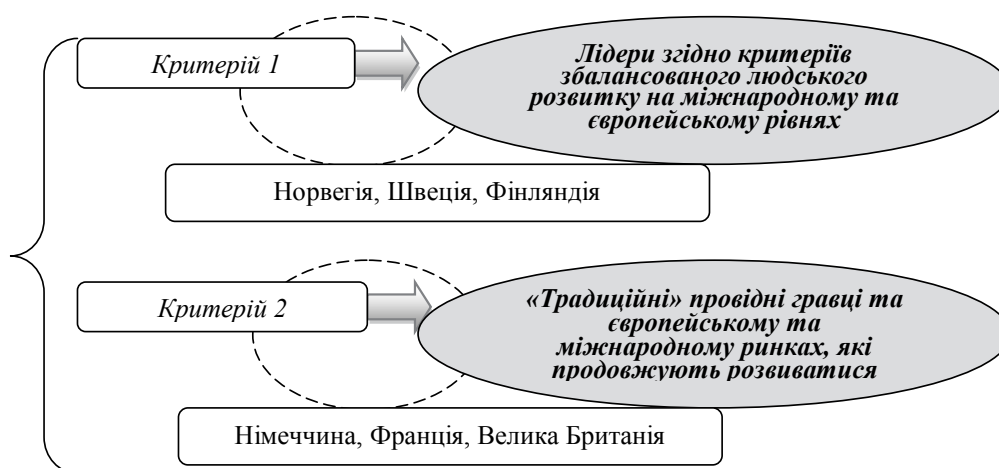 Критерій 1
Лідери згідно критеріїв
збалансованого людського
розвитку на міжнародному та
європейському рівнях
Норвегія, Швеція, Фінляндія
Критерій 2
«Традиційні» провідні гравці та
європейському та
міжнародному ринках, які
продовжують розвиватися
Німеччина, Франція, Велика Британія